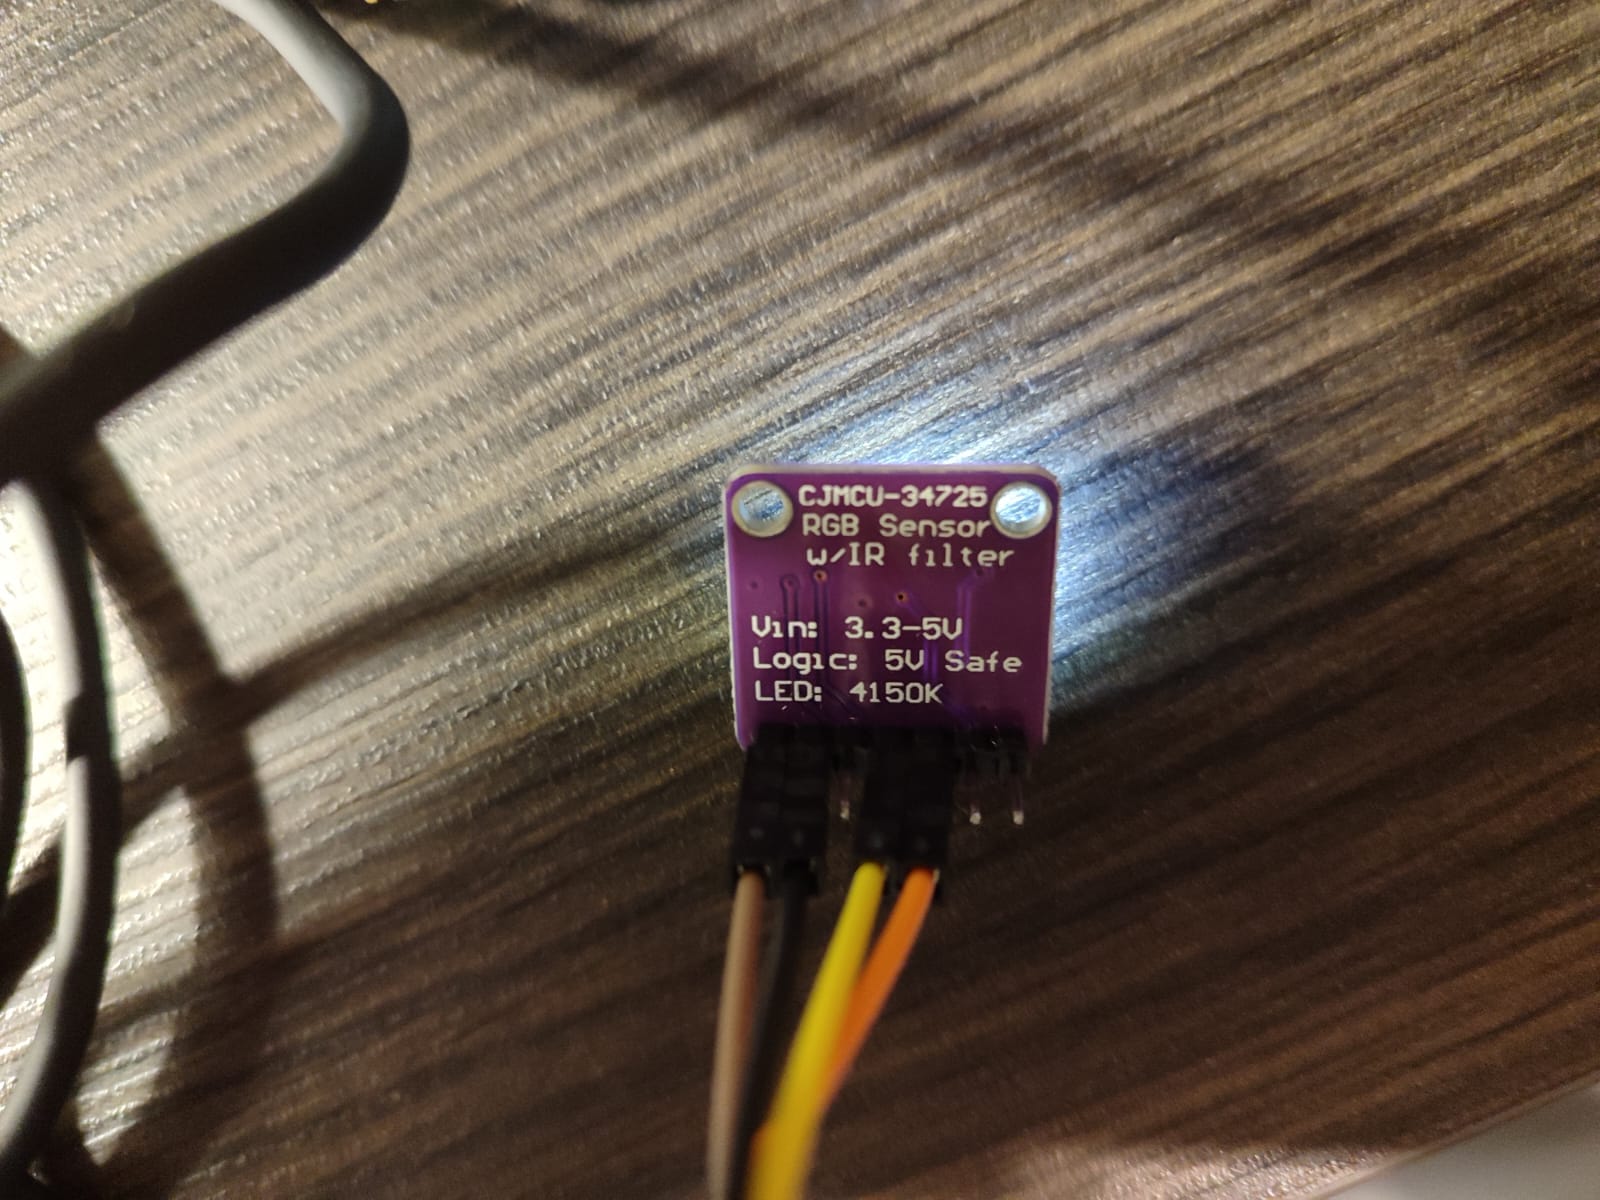 CJMCU-34725
RGB Sensor
w/IR filter
Vin: 3.3-5V
Logic: 5V Safe
LED: 4150K